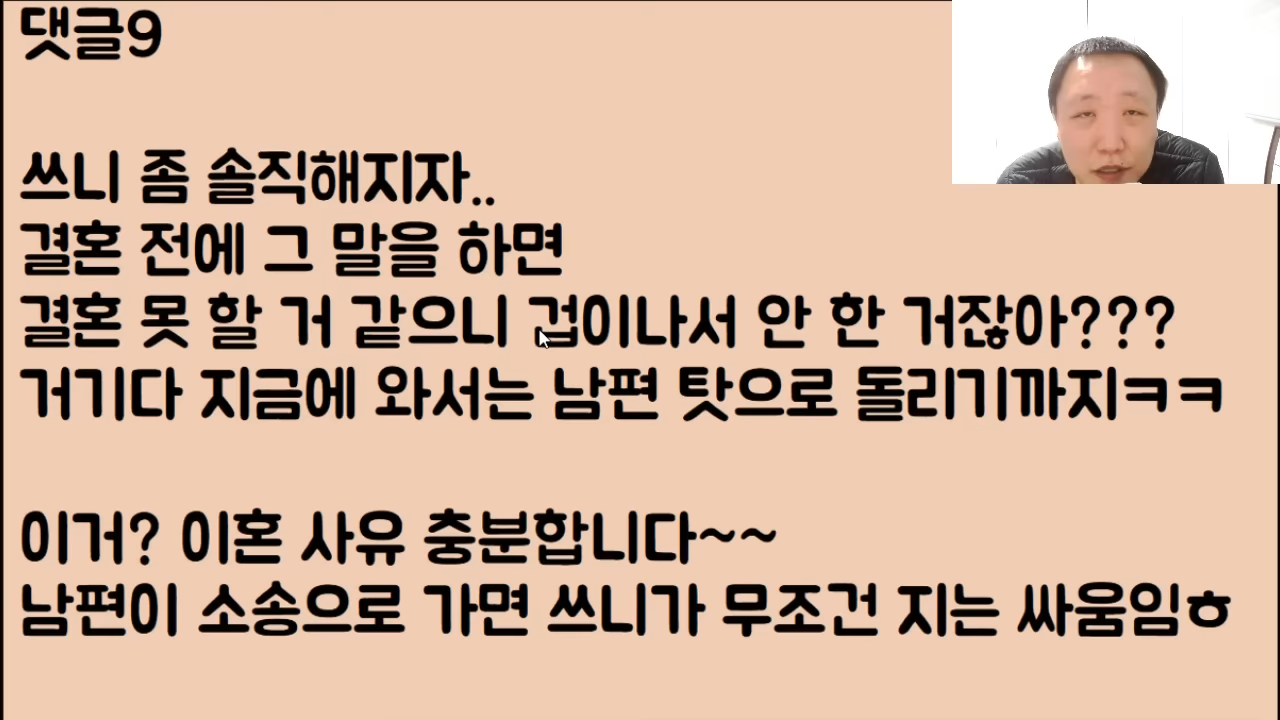 댓글9
쓰니 좀 솔직해지자..
결혼 전에 그 말을 하면
결혼 못 할 거 같으니 겁이나서 안 한 거잖아???
거기다 지금에 와서는 남편 탓으로 돌리기까지ㅋㅋ
이거? 이혼 사유 충분합니다~~
남편이 소송으로 가면 쓰니가 무조건 지는 싸움임ㅎ